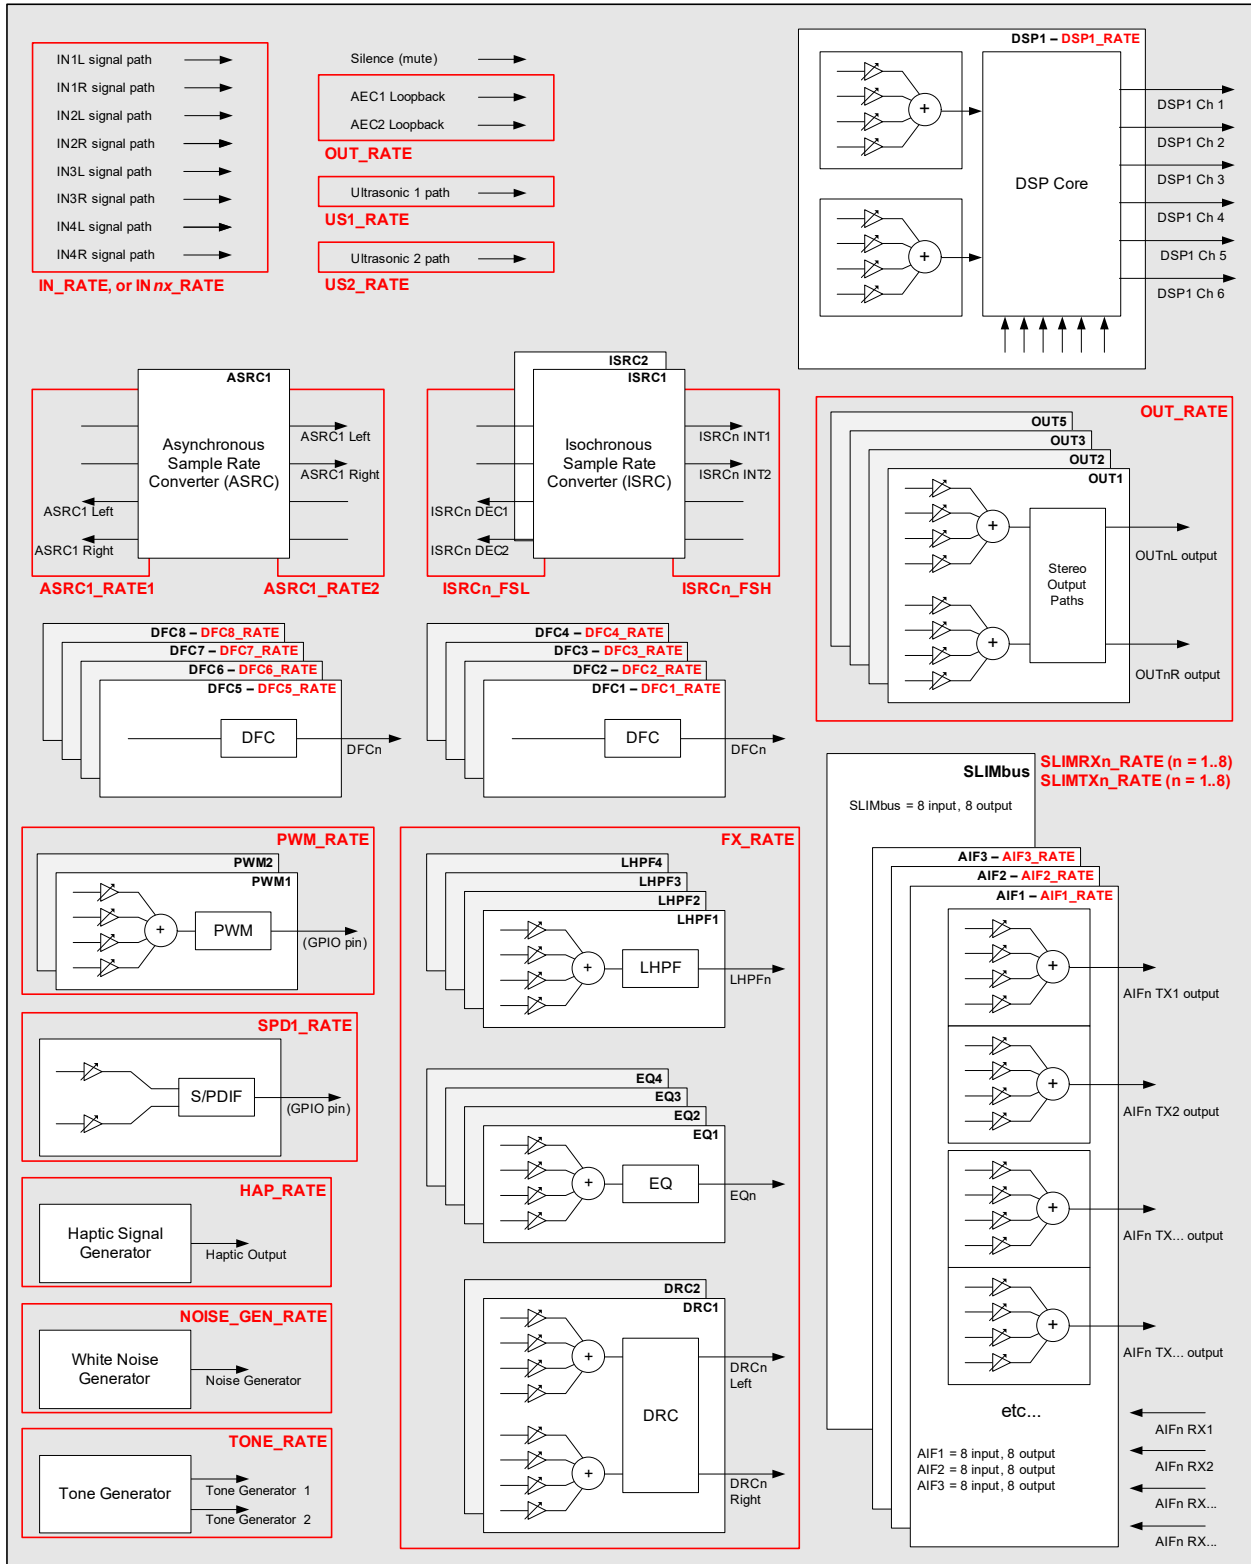 IN1L signal path
IN1R signal path
IN2L signal path
IN2R signal path
IN3L signal path
IN3R signal path
IN4L signal path
IN4R signal path
IN_RATE, or INnx_RATE
Silence (mute)
AEC1 Loopback
AEC2 Loopback
OUT_RATE
Ultrasonic 1 path
US1_RATE
Ultrasonic 2 path
US2_RATE
DSP1 – DSP1_RATE
+
+
DSP Core
DSP1 Ch 1
DSP1 Ch 2
DSP1 Ch 3
DSP1 Ch 4
DSP1 Ch 5
DSP1 Ch 6
ASRC1
Asynchronous
Sample Rate
Converter (ASRC)
ASRC1 Left
ASRC1 Right
ASRC1 Left
ASRC1 Right
ASRC1_RATE1
ASRC1_RATE2
ISRC2
ISRC1
Isochronous
Sample Rate
Converter (ISRC)
ISRCn INT1
ISRCn INT2
ISRCn DEC1
ISRCn DEC2
ISRCn_FSL
ISRCn_FSH
OUT_RATE
OUT5
OUT3
OUT2
OUT1
+
+
Stereo
Output
Paths
OUTnL output
OUTnR output
DFC8 – DFC8_RATE
DFC7 – DFC7_RATE
DFC6 – DFC6_RATE
DFC5 – DFC5_RATE
DFC
DFCn
DFC4 – DFC4_RATE
DFC3 – DFC3_RATE
DFC2 – DFC2_RATE
DFC1 – DFC1_RATE
DFC
DFCn
SLIMbus
SLIMRXn_RATE (n = 1..8)
SLIMTXn_RATE (n = 1..8)
SLIMbus = 8 input, 8 output
PWM_RATE
PWM2
PWM1
+
PWM
(GPIO pin)
SPD1_RATE
S/PDIF
(GPIO pin)
HAP_RATE
Haptic Signal
Generator
Haptic Output
NOISE_GEN_RATE
White Noise
Generator
Noise Generator
TONE_RATE
Tone Generator
Tone Generator 1
Tone Generator 2
FX_RATE
LHPF4
LHPF3
LHPF2
LHPF1
+
LHPF
LHPFn
EQ4
EQ3
EQ2
EQ1
+
EQ
EQn
DRC2
DRC1
+
+
DRC
DRCn
Left
DRCn
Right
AIF3 – AIF3_RATE
AIF2 – AIF2_RATE
AIF1 – AIF1_RATE
+
AIFn TX1 output
+
AIFn TX2 output
+
AIFn TX... output
+
AIFn TX... output
etc...
AIF1 = 8 input, 8 output
AIF2 = 8 input, 8 output
AIF3 = 8 input, 8 output
AIFn RX1
AIFn RX2
AIFn RX...
AIFn RX...